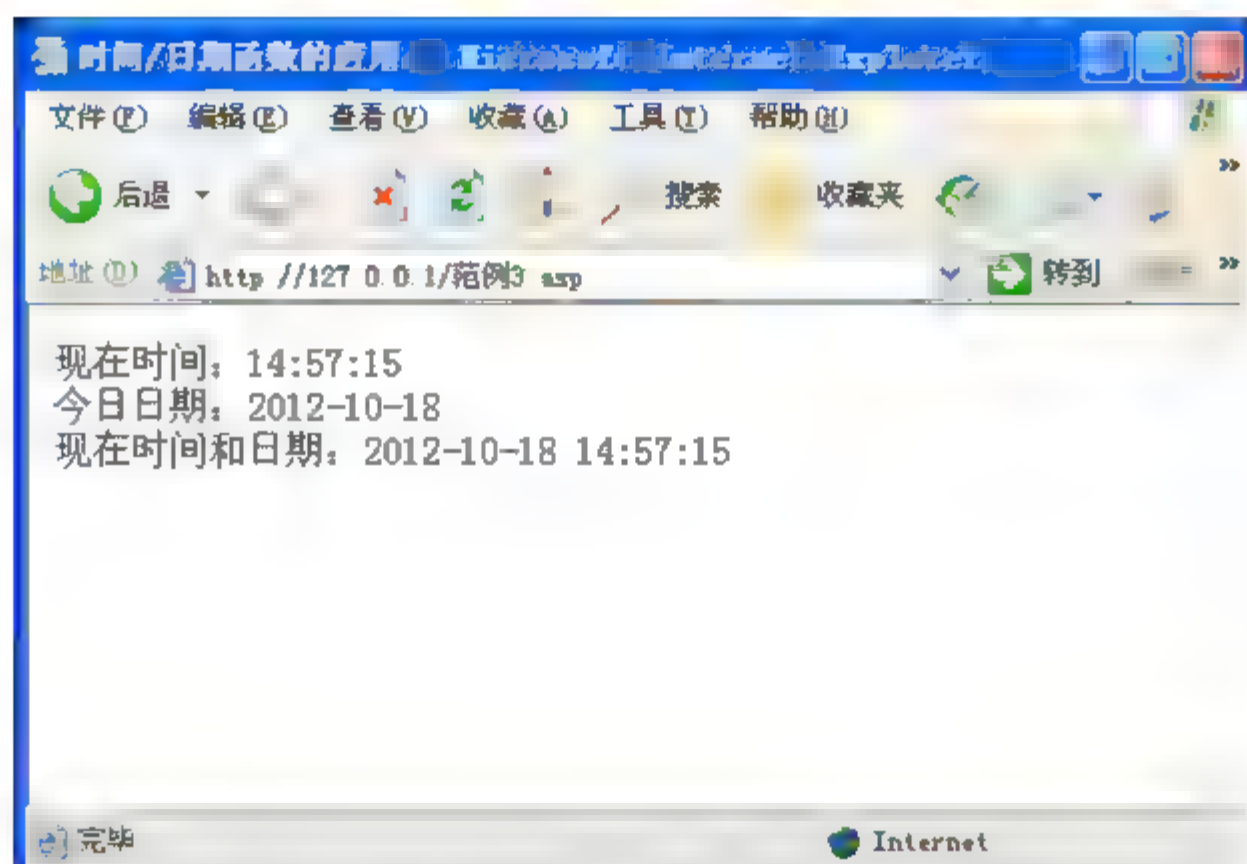 时间/日期函数的应用 Microsoft Internet Explorer
文件(F) 编辑(E) 查看(V) 收藏(A) 工具(T) 帮助(H)
后退 搜索 收藏夹 »
地址(D) http //127 0.0.1/范例3 asp 转到 »
现在时间：14:57:15
今日日期：2012-10-18
现在时间和日期：2012-10-18 14:57:15
完毕 Internet